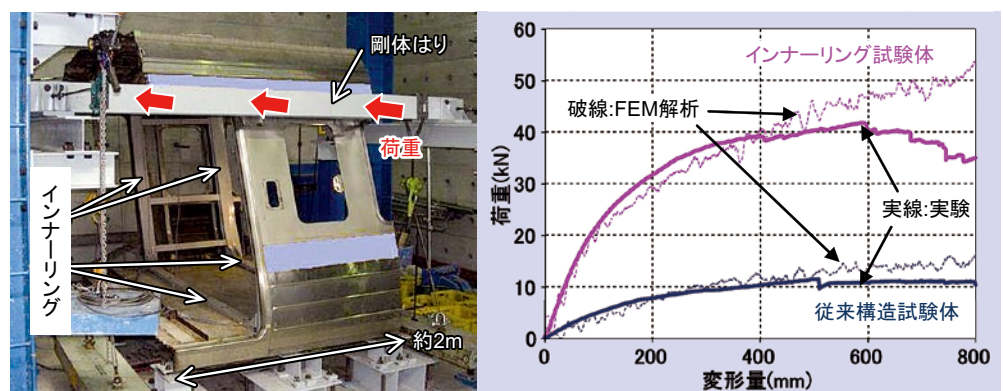 剛体はり
荷重
インナーリング
約2m
60
50
40
30
20
10
0
荷重(kN)
0
200
400
600
800
変形量(mm)
インナーリング試験体
破線:FEM解析
実線:実験
従来構造試験体